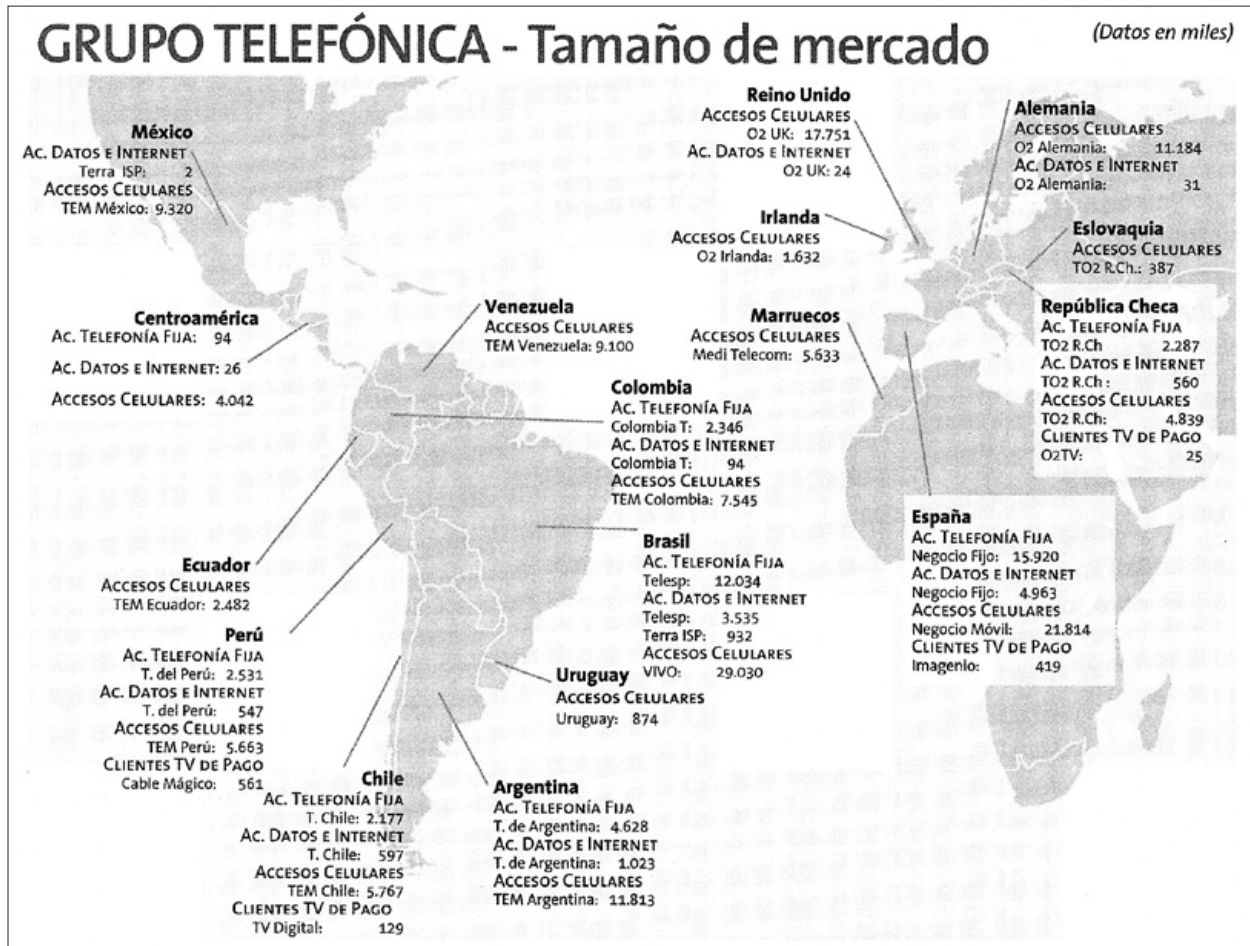 GRUPO TELEFÓNICA - Tamaño de mercado
(Datos en miles)
México
AC. DATOS E INTERNET
Terra ISP: 2
ACCESOS CELULARES
TEM México: 9.320
Centroamérica
AC. TELEFONÍA FIJA: 94
AC. DATOS E INTERNET: 26
ACCESOS CELULARES: 4.042
Venezuela
ACCESOS CELULARES
TEM Venezuela: 9.100
Colombia
AC. TELEFONÍA FIJA
Colombia T: 2.346
AC. DATOS E INTERNET
Colombia T: 94
ACCESOS CELULARES
TEM Colombia: 7.545
Ecuador
ACCESOS CELULARES
TEM Ecuador: 2.482
Perú
AC. TELEFONÍA FIJA
T. del Perú: 2.531
AC. DATOS E INTERNET
T. del Perú: 547
ACCESOS CELULARES
TEM Perú: 5.663
CLIENTES TV DE PAGO
Cable Mágico: 561
Brasil
AC. TELEFONÍA FIJA
Telesp: 12.034
AC. DATOS E INTERNET
Telesp: 3.535
Terra ISP: 932
ACCESOS CELULARES
VIVO: 29.030
Uruguay
ACCESOS CELULARES
Uruguay: 874
Chile
AC. TELEFONÍA FIJA
T. Chile: 2.177
AC. DATOS E INTERNET
T. Chile: 597
ACCESOS CELULARES
TEM Chile: 5.767
CLIENTES TV DE PAGO
TV Digital: 129
Argentina
AC. TELEFONÍA FIJA
T. de Argentina: 4.628
AC. DATOS E INTERNET
T. de Argentina: 1.023
ACCESOS CELULARES
TEM Argentina: 11.813
Reino Unido
ACCESOS CELULARES
O2 UK: 17.751
AC. DATOS E INTERNET
O2 UK: 24
Irlanda
ACCESOS CELULARES
O2 Irlanda: 1.632
Marruecos
ACCESOS CELULARES
Medi Telecom: 5.633
Alemania
ACCESOS CELULARES
O2 Alemania: 11.184
AC. DATOS E INTERNET
O2 Alemania: 31
Eslovaquia
ACCESOS CELULARES
TO2 R.Ch.: 387
República Checa
AC. TELEFONÍA FIJA
TO2 R.Ch 2.287
AC. DATOS E INTERNET
TO2 R.Ch : 560
ACCESOS CELULARES
TO2 R.Ch: 4.839
CLIENTES TV DE PAGO
O2TV: 25
España
AC. TELEFONÍA FIJA
Negocio Fijo: 15.920
AC. DATOS E INTERNET
Negocio Fijo: 4.963
ACCESOS CELULARES
Negocio Móvil: 21.814
CLIENTES TV DE PAGO
Imagenio: 419